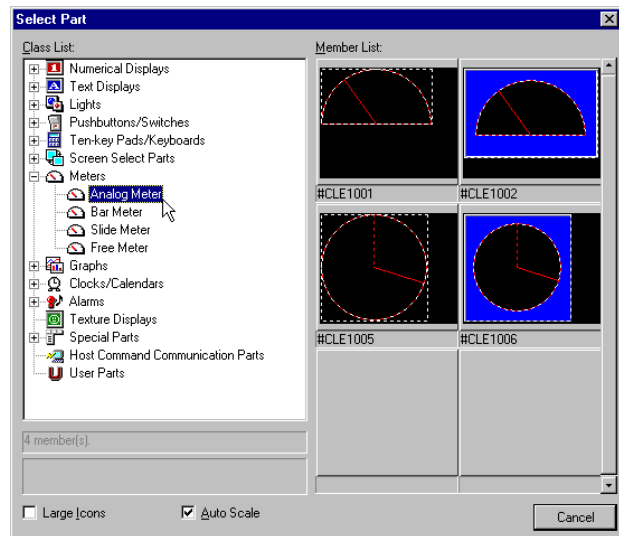 Select Part
Class List:
Member List:
Numerical Displays
Text Displays
Lights
Pushbuttons/Switches
Ten-key Pads/Keyboards
Screen Select Parts
Meters
Analog Meter
Bar Meter
Slide Meter
Free Meter
Graphs
Clocks/Calendars
Alarms
Texture Displays
Special Parts
Host Command Communication Parts
User Parts
#CLE1001
#CLE1002
#CLE1005
#CLE1006
4 member(s).
Large Icons
Auto Scale
Cancel